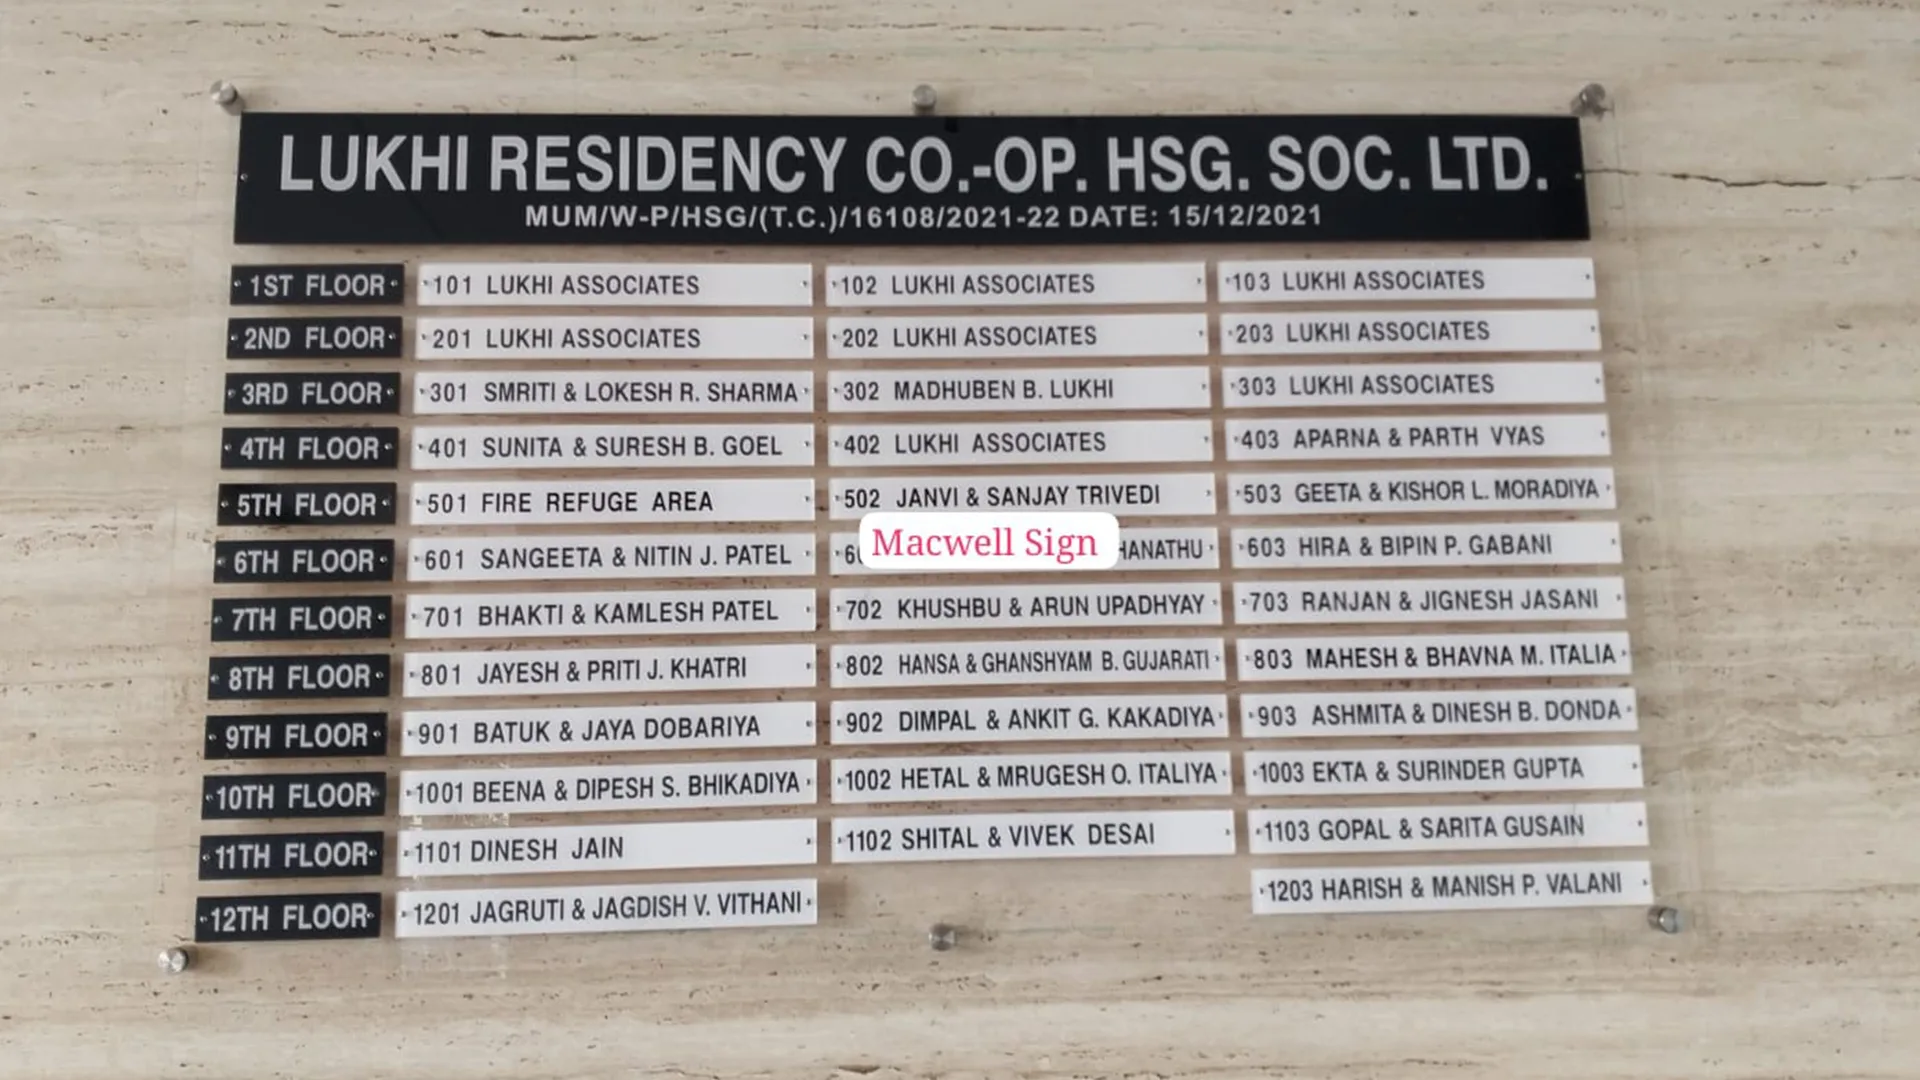 LUKHI RESIDENCY CO.-OP. HSG. SOC. LTD.
MUM/W-P/HSG/(T.C.)/16108/2021-22 DATE: 15/12/2021
1ST FLOOR 101 LUKHI ASSOCIATES 102 LUKHI ASSOCIATES 103 LUKHI ASSOCIATES
2ND FLOOR 201 LUKHI ASSOCIATES 202 LUKHI ASSOCIATES 203 LUKHI ASSOCIATES
3RD FLOOR 301 SMRITI & LOKESH R. SHARMA 302 MADHUBEN B. LUKHI 303 LUKHI ASSOCIATES
4TH FLOOR 401 SUNITA & SURESH B. GOEL 402 LUKHI ASSOCIATES 403 APARNA & PARTH VYAS
5TH FLOOR 501 FIRE REFUGE AREA 502 JANVI & SANJAY TRIVEDI 503 GEETA & KISHOR L. MORADIYA
Macwell Sign
6TH FLOOR 601 SANGEETA & NITIN J. PATEL 603 HIRA & BIPIN P. GABANI
7TH FLOOR 701 BHAKTI & KAMLESH PATEL 702 KHUSHBU & ARUN UPADHYAY 703 RANJAN & JIGNESH JASANI
8TH FLOOR 801 JAYESH & PRITI J. KHATRI 802 HANSA & GHANSHYAM B. GUJARATI 803 MAHESH & BHAVNA M. ITALIA
9TH FLOOR 901 BATUK & JAYA DOBARIYA 902 DIMPAL & ANKIT G. KAKADIYA 903 ASHMITA & DINESH B. DONDA
10TH FLOOR 1001 BEENA & DIPESH S. BHIKADIYA 1002 HETAL & MRUGESH O. ITALIYA 1003 EKTA & SURINDER GUPTA
11TH FLOOR 1101 DINESH JAIN 1102 SHITAL & VIVEK DESAI 1103 GOPAL & SARITA GUSAIN
12TH FLOOR 1201 JAGRUTI & JAGDISH V. VITHANI 1203 HARISH & MANISH P. VALANI